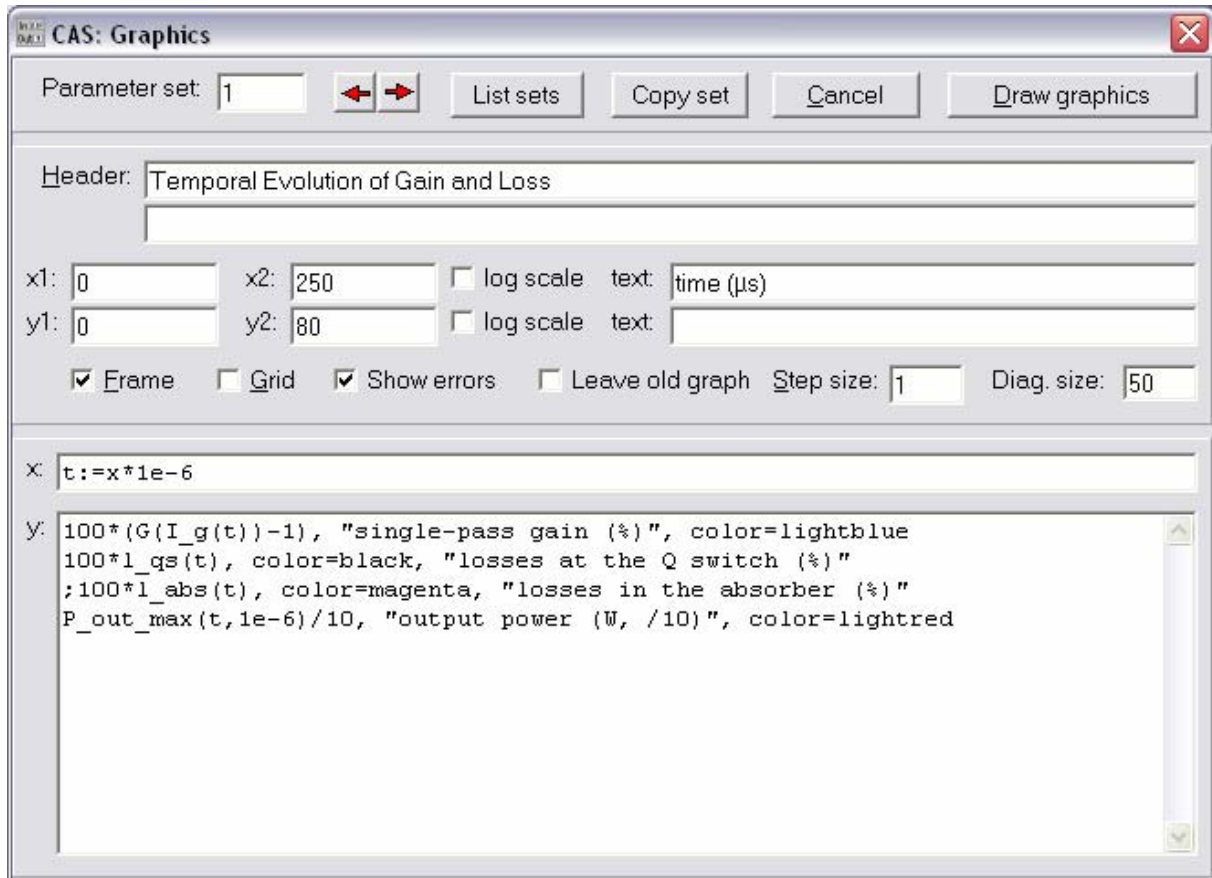 CAS: Graphics
Parameter set: 1 List sets Copy set Cancel Draw graphics
Header: Temporal Evolution of Gain and Loss
x1: 0 x2: 250 log scale text: time (µs)
y1: 0 y2: 80 log scale text:
Frame Grid Show errors Leave old graph Step size: 1 Diag. size: 50
x: t:=x*1e-6
y: 100*(G(I_g(t))-1), "single-pass gain (%)", color=lightblue
100*l_qs(t), color=black, "losses at the Q switch (%)"
;100*l_abs(t), color=magenta, "losses in the absorber (%)"
P_out_max(t,1e-6)/10, "output power (W, /10)", color=lightred